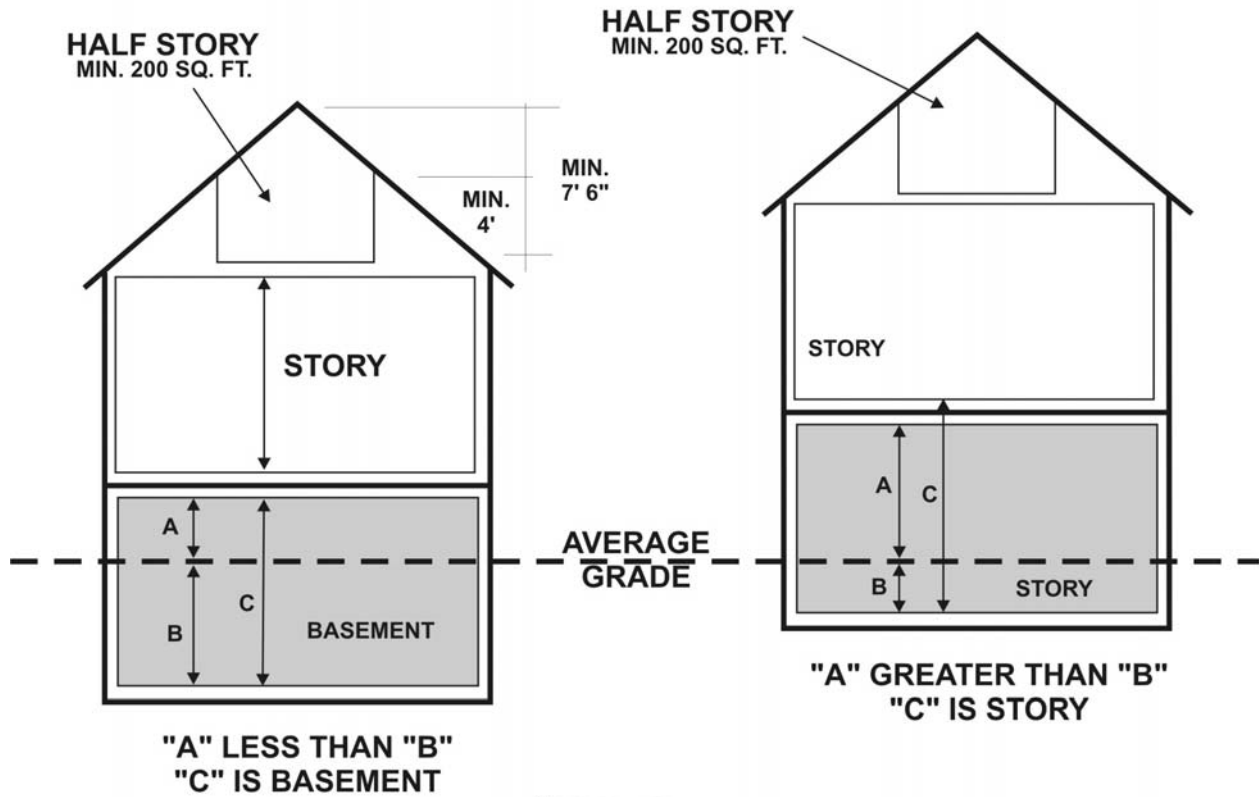 HALF STORY
MIN. 200 SQ. FT.
MIN.
7' 6"
MIN.
4'
STORY
A
B
C
BASEMENT
"A" LESS THAN "B"
"C" IS BASEMENT
AVERAGE
GRADE
HALF STORY
MIN. 200 SQ. FT.
STORY
A
C
B
STORY
"A" GREATER THAN "B"
"C" IS STORY